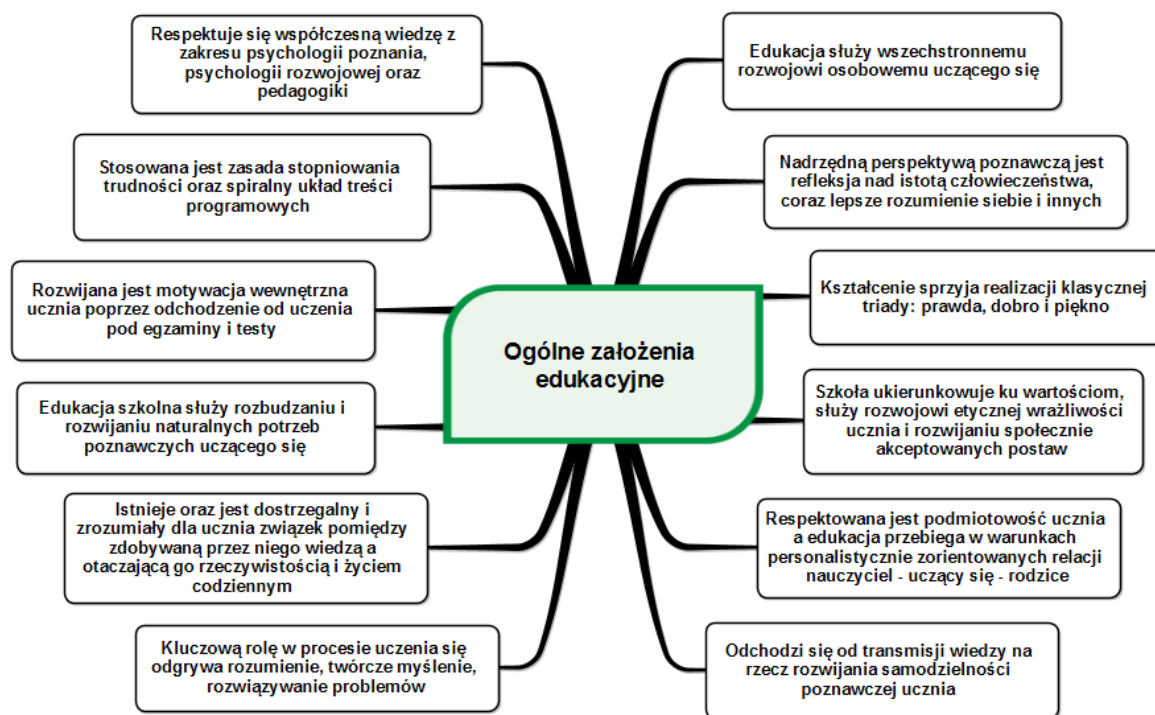 Respektuje się współczesną wiedzę z
zakresu psychologii poznania,
psychologii rozwojowej oraz
pedagogiki
Stosowana jest zasada stopniowania
trudności oraz spiralny układ treści
programowych
Rozwijana jest motywacja wewnętrzna
ucznia poprzez odchodzenie od uczenia
pod egzaminy i testy
Edukacja szkolna służy rozbudzaniu i
rozwijaniu naturalnych potrzeb
poznawczych uczącego się
Istnieje oraz jest dostrzegalny i
zrozumiały dla ucznia związek pomiędzy
zdobywaną przez niego wiedzą a
otaczającą go rzeczywistością i życiem
codziennym
Kluczową rolę w procesie uczenia się
odgrywa rozumienie, twórcze myślenie,
rozwiązywanie problemów
Ogólne założenia
edukacyjne
Edukacja służy wszechstronnemu
rozwojowi osobowemu uczącego się
Nadrzędną perspektywą poznawczą jest
refleksja nad istotą człowieczeństwa,
coraz lepsze rozumienie siebie i innych
Kształcenie sprzyja realizacji klasycznej
triady: prawda, dobro i piękno
Szkoła ukierunkowuje ku wartościom,
służy rozwojowi etycznej wrażliwości
ucznia i rozwijaniu społecznie
akceptowanych postaw
Respektowana jest podmiotowość ucznia
a edukacja przebiega w warunkach
personalistycznie zorientowanych relacji
nauczyciel - uczący się - rodzice
Odchodzi się od transmisji wiedzy na
rzecz rozwijania samodzielności
poznawczej ucznia